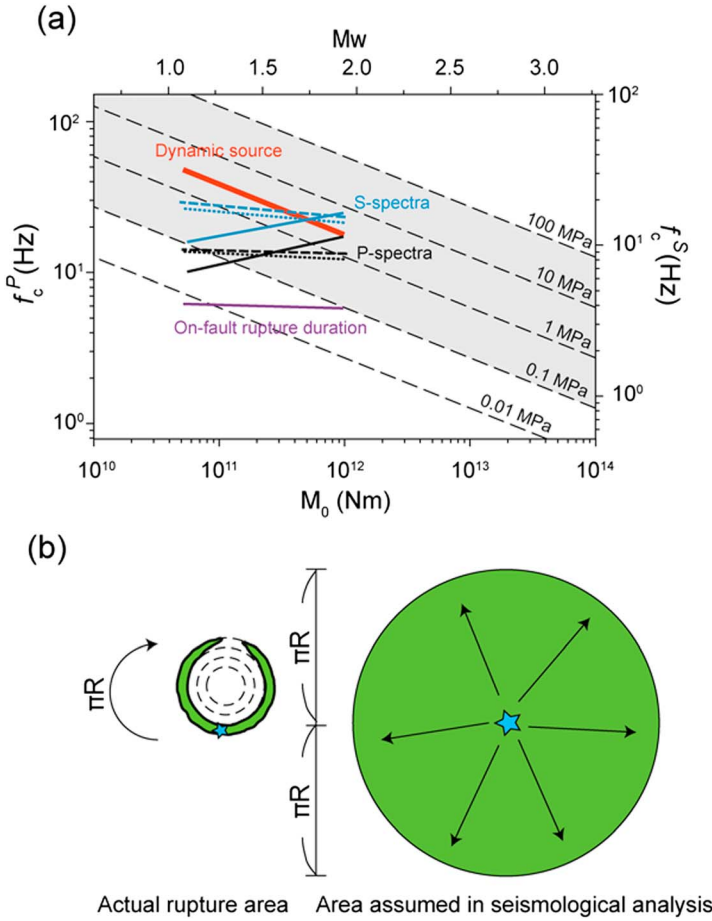 (a)
Mw
1.0 1.5 2.0 2.5 3.0
10² 10²
Dynamic source
S-spectra
100 MPa
10¹ 10¹
P-spectra
10 MPa
fcᴾ(Hz)
fcˢ(Hz)
1 MPa
On-fault rupture duration
0.1 MPa
10⁰ 10⁰
0.01 MPa
10¹⁰ 10¹¹ 10¹² 10¹³ 10¹⁴
M₀ (Nm)
(b)
πR
πR
πR
Actual rupture area
Area assumed in seismological analysis